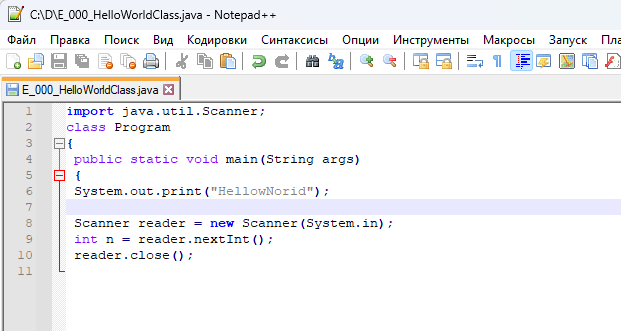 C:\D\E_000_HelloWorldClass.java - Notepad++
Файл Правка Поиск Вид Кодировки Синтаксисы Опции Инструменты Макросы Запуск Пла
E_000_HelloWorldClass.java
1 import java.util.Scanner;
2 class Program
3 {
4 public static void main(String args)
5 {
6 System.out.print("HellowNorid");
7
8 Scanner reader = new Scanner(System.in);
9 int n = reader.nextInt();
10 reader.close();
11